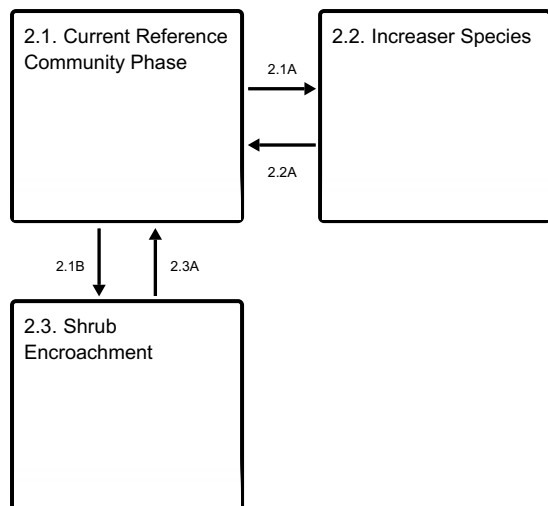 2.1. Current Reference
Community Phase
2.2. Increaser Species
2.1A
2.2A
2.1B
2.3A
2.3. Shrub
Encroachment